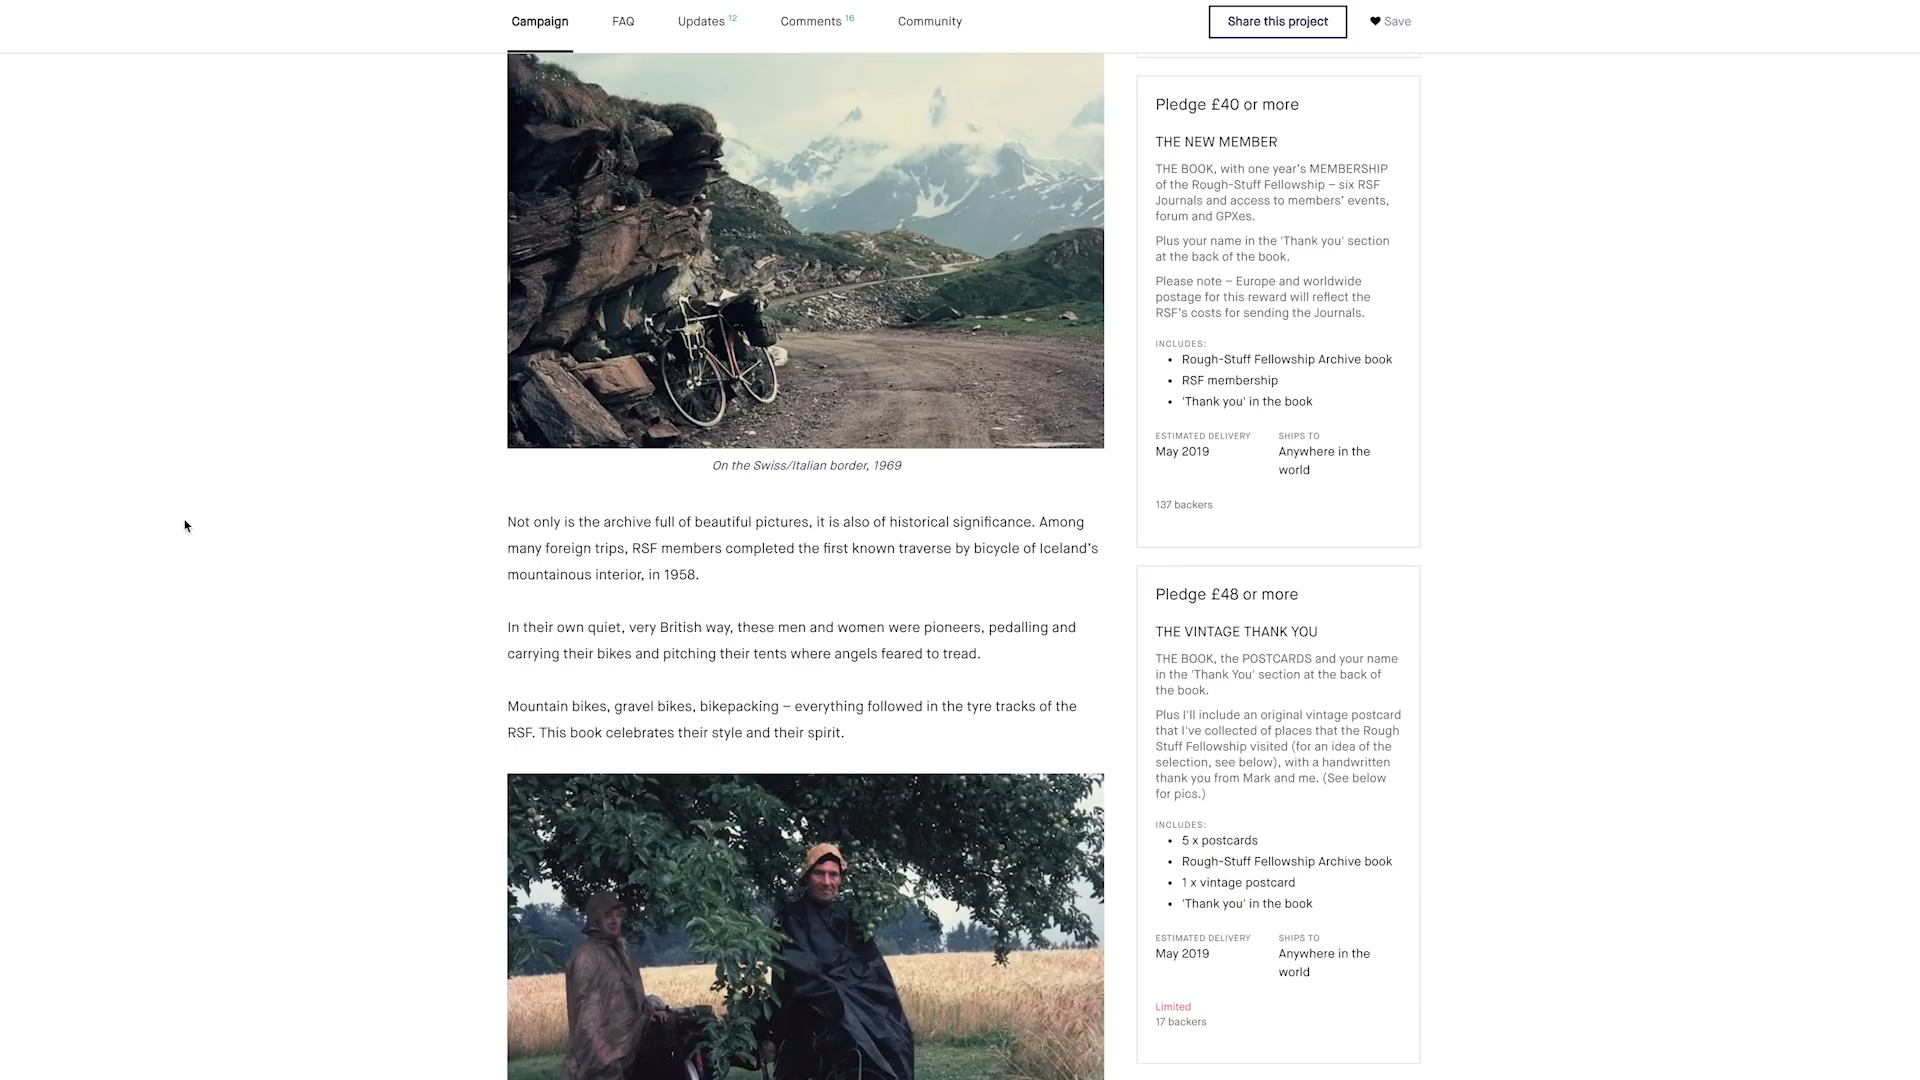 Campaign
FAQ
Updates 12
Comments 16
Community
Share this project
Save
On the Swiss/Italian border, 1969
Not only is the archive full of beautiful pictures, it is also of historical significance. Among
many foreign trips, RSF members completed the first known traverse by bicycle of Iceland's
mountainous interior, in 1958.
In their own quiet, very British way, these men and women were pioneers, pedalling and
carrying their bikes and pitching their tents where angels feared to tread.
Mountain bikes, gravel bikes, bikepacking – everything followed in the tyre tracks of the
RSF. This book celebrates their style and their spirit.
Pledge £40 or more
THE NEW MEMBER
THE BOOK, with one year's MEMBERSHIP
of the Rough-Stuff Fellowship – six RSF
Journals and access to members' events,
forum and GPXes.
Plus your name in the 'Thank you' section
at the back of the book.
Please note – Europe and worldwide
postage for this reward will reflect the
RSF's costs for sending the Journals.
INCLUDES:
• Rough-Stuff Fellowship Archive book
• RSF membership
• 'Thank you' in the book
ESTIMATED DELIVERY
May 2019
SHIPS TO
Anywhere in the
world
137 backers
Pledge £48 or more
THE VINTAGE THANK YOU
THE BOOK, the POSTCARDS and your name
in the 'Thank You' section at the back of
the book.
Plus I'll include an original vintage postcard
that I've collected of places that the Rough
Stuff Fellowship visited (for an idea of the
selection, see below), with a handwritten
thank you from Mark and me. (See below
for pics.)
INCLUDES:
• 5 x postcards
• Rough-Stuff Fellowship Archive book
• 1 x vintage postcard
• 'Thank you' in the book
ESTIMATED DELIVERY
May 2019
SHIPS TO
Anywhere in the
world
Limited
17 backers